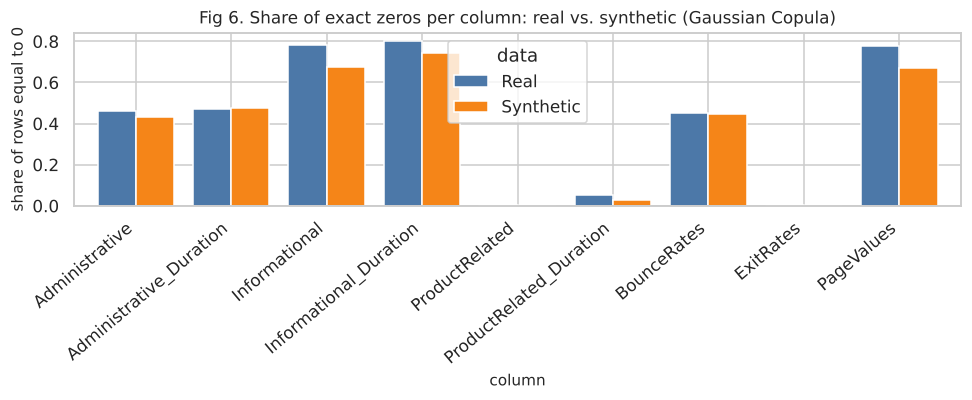 Fig 6. Share of exact zeros per column: real vs. synthetic (Gaussian Copula)
share of rows equal to 0
0.8
0.6
0.4
0.2
0.0
data
Real
Synthetic
Administrative
Administrative_Duration
Informational
Informational_Duration
ProductRelated
ProductRelated_Duration
BounceRates
ExitRates
PageValues
column